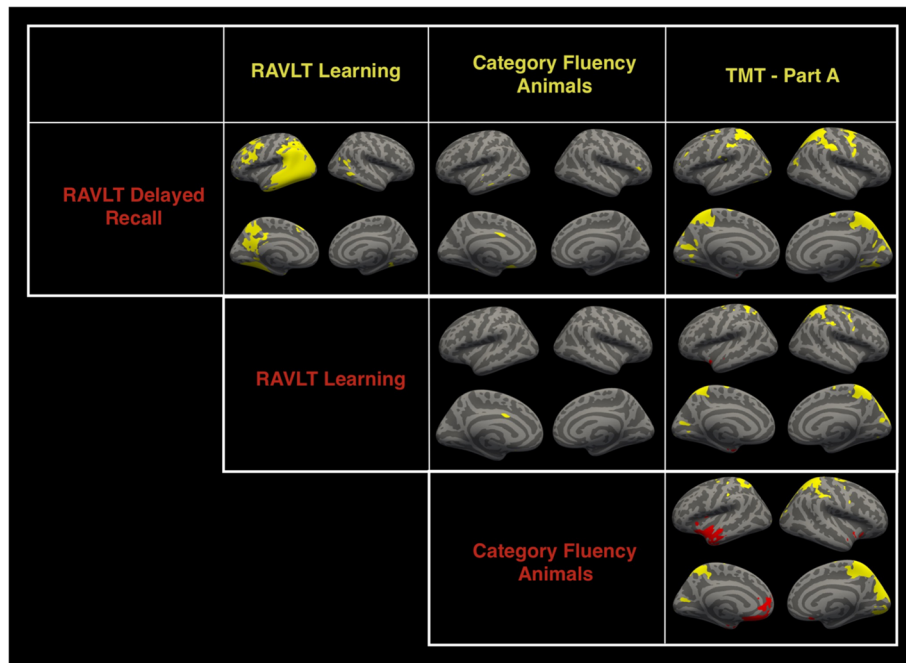 RAVLT Learning
Category Fluency
Animals
TMT - Part A
RAVLT Delayed
Recall
RAVLT Learning
Category Fluency
Animals